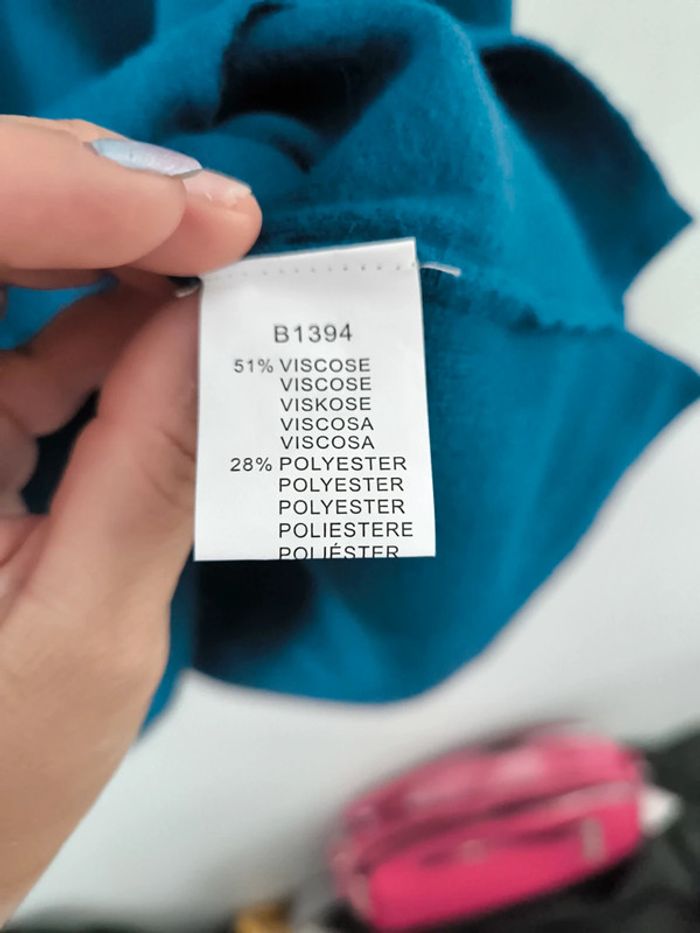 B1394
51% VISCOSE
VISCOSE
VISKOSE
VISCOSA
VISCOSA
28% POLYESTER
POLYESTER
POLYESTER
POLIESTERE
POLIÉSTER